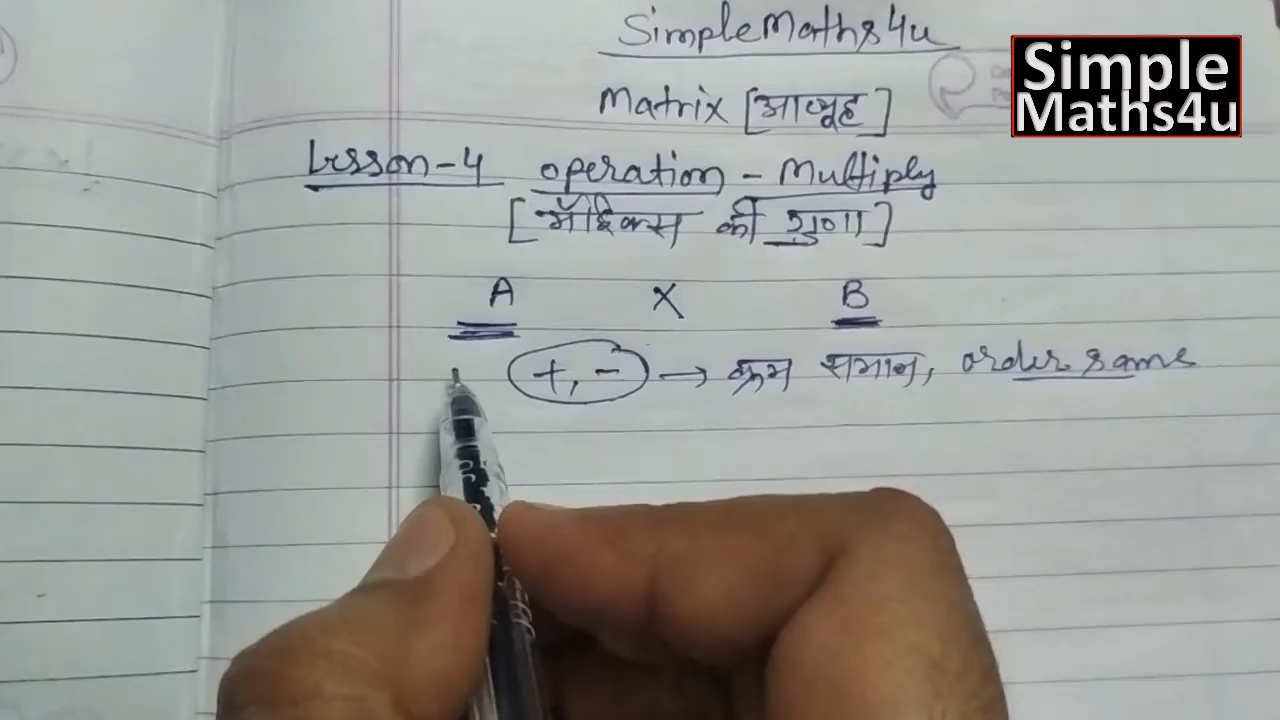 SimpleMaths4u
Simple
Maths4u
Matrix [आव्यूह]
Lesson-4 operation - Multiply
[मॅट्रिक्स की गुणा]
A X B
+, - → क्रम समान, order same